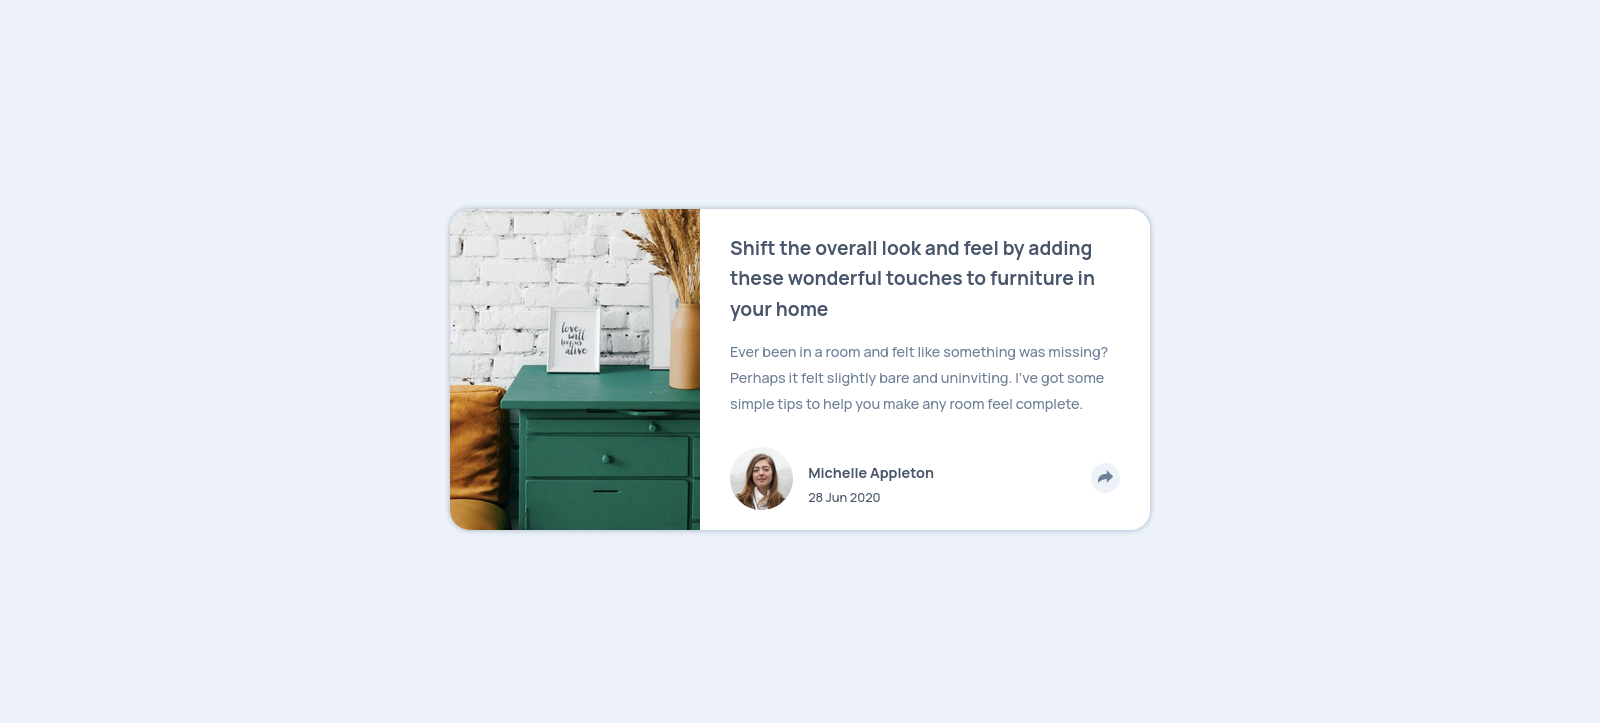 love
will
keep us
alive
Shift the overall look and feel by adding
these wonderful touches to furniture in
your home
Ever been in a room and felt like something was missing?
Perhaps it felt slightly bare and uninviting. I've got some
simple tips to help you make any room feel complete.
Michelle Appleton
28 Jun 2020